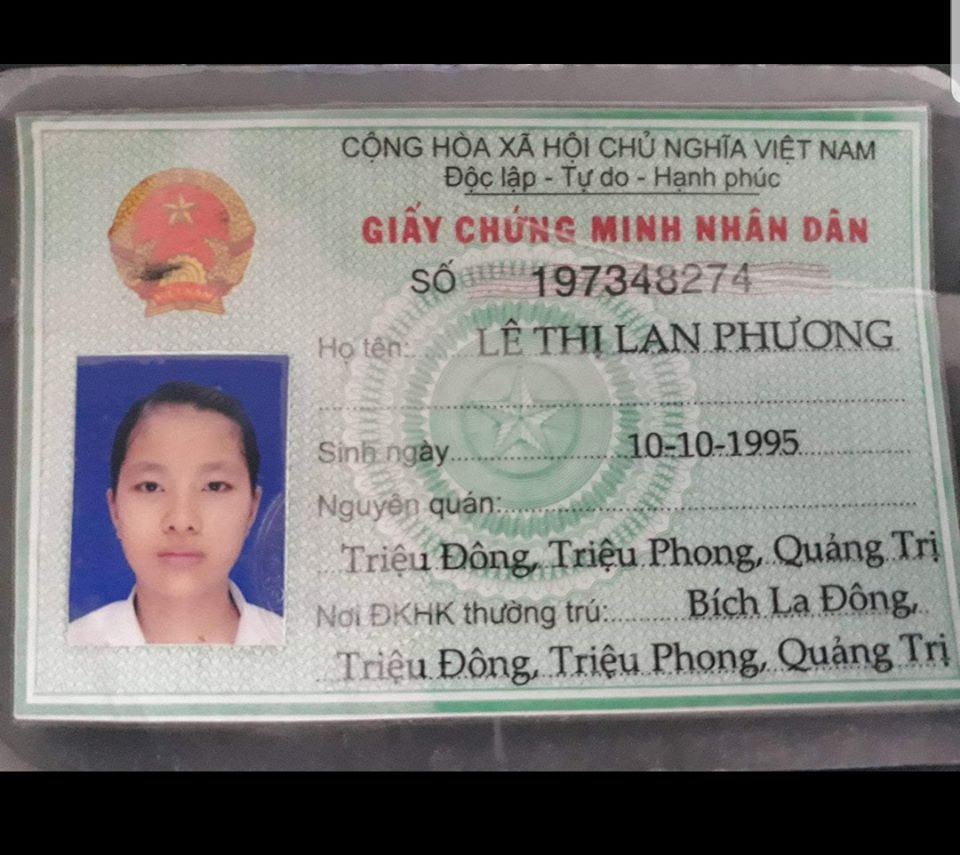 CỘNG HÒA XÃ HỘI CHỦ NGHĨA VIỆT NAM
Độc lập - Tự do - Hạnh phúc
GIẤY CHỨNG MINH NHÂN DÂN
SỐ 197348274
Họ tên: LÊ THỊ LAN PHƯƠNG
Sinh ngày 10-10-1995
Nguyên quán:
Triệu Đông, Triệu Phong, Quảng Trị
Nơi ĐKHK thường trú: Bích La Đông,
Triệu Đông, Triệu Phong, Quảng Trị